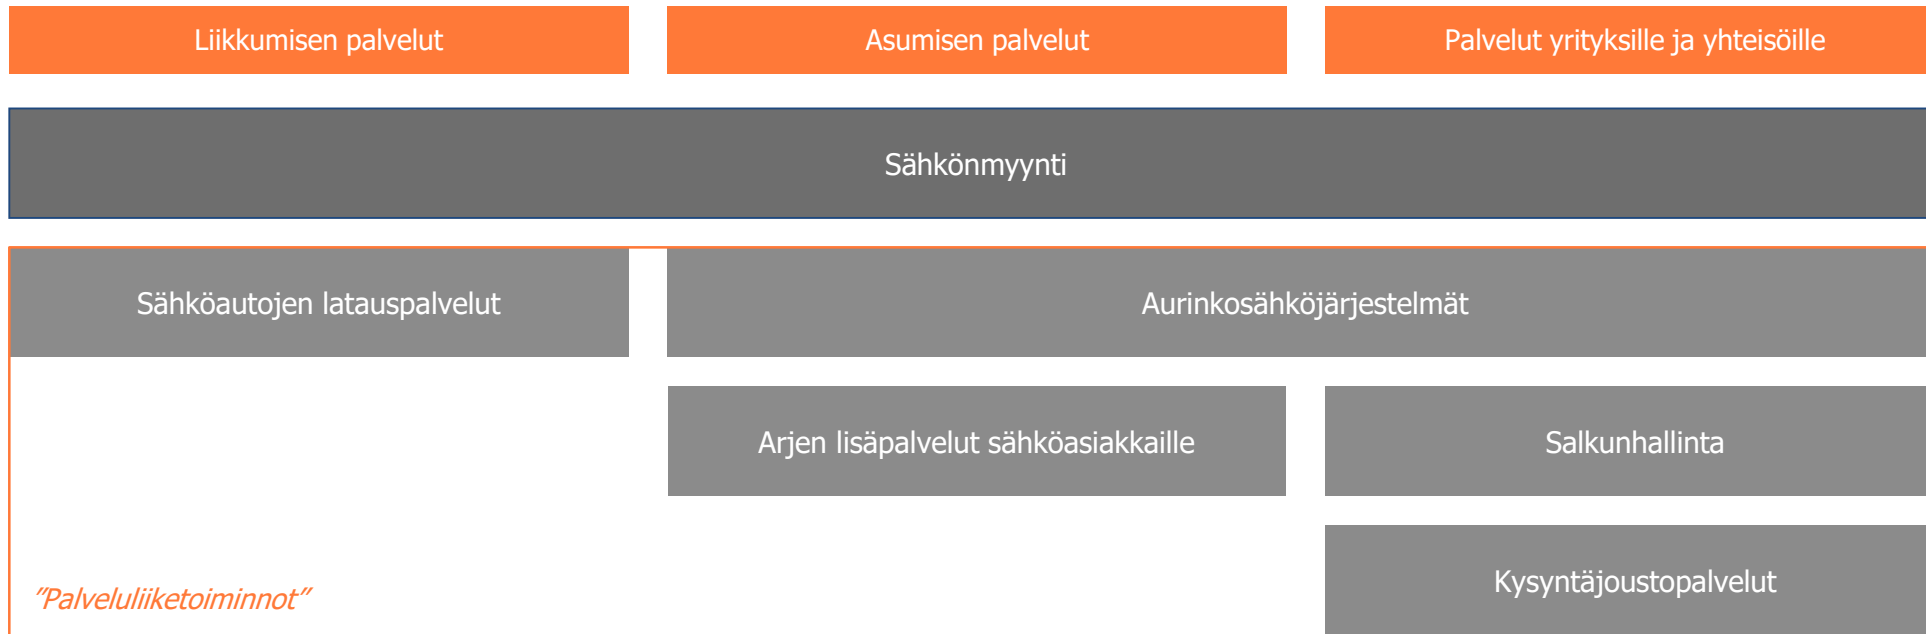 Liikkumisen palvelut
Asumisen palvelut
Palvelut yrityksille ja yhteisöille
Sähkönmyynti
Sähköautojen latauspalvelut
Aurinkosähköjärjestelmät
Arjen lisäpalvelut sähköasiakkaille
Salkunhallinta
Kysyntäjoustopalvelut
”Palveluliiketoiminnot”